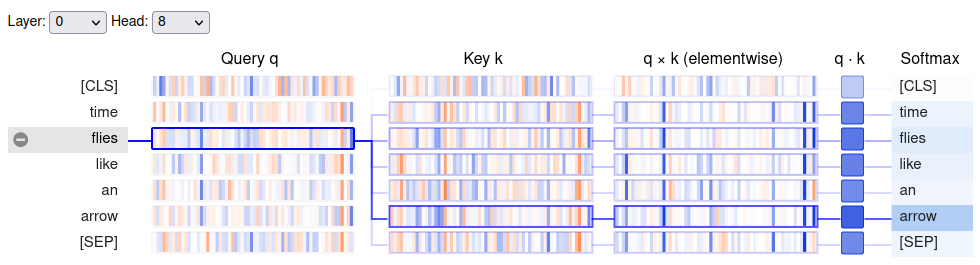 Layer: 0 Head: 8
Query q Key k q × k (elementwise) q · k Softmax
[CLS] [CLS]
time time
flies flies
like like
an an
arrow arrow
[SEP] [SEP]